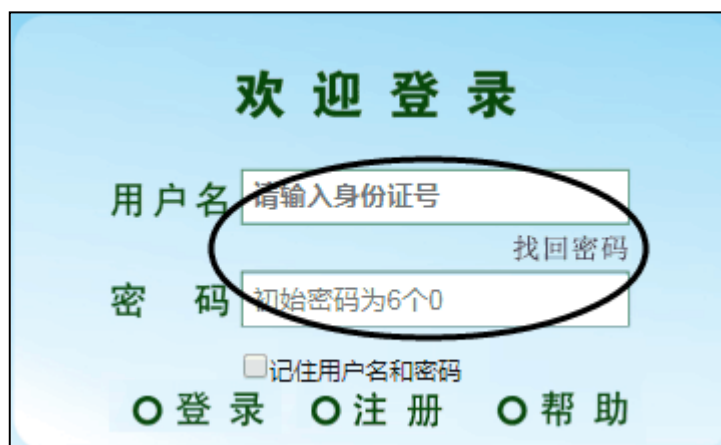 欢迎登录
用户名 请输入身份证号
找回密码
密码 初始密码为6个0
记住用户名和密码
登录 注册 帮助